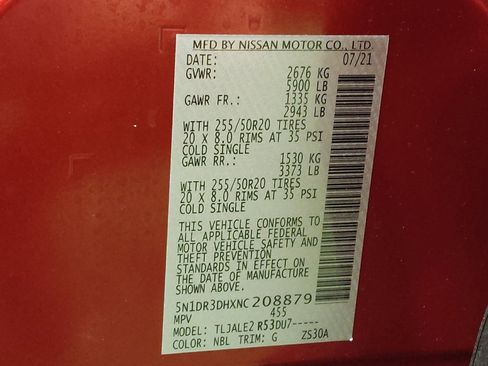 MFD BY NISSAN MOTOR CO., LTD.
DATE: 07/21
GVWR: 2676 KG
5900 LB
GAWR FR.: 1335 KG
2943 LB
WITH 255/50R20 TIRES
20 X 8.0 RIMS AT 35 PSI
COLD SINGLE
GAWR RR.: 1530 KG
3373 LB
WITH 255/50R20 TIRES
20 X 8.0 RIMS AT 35 PSI
COLD SINGLE
THIS VEHICLE CONFORMS TO
ALL APPLICABLE FEDERAL
MOTOR VEHICLE SAFETY AND
THEFT PREVENTION
STANDARDS IN EFFECT ON
THE DATE OF MANUFACTURE
SHOWN ABOVE.
5N1DR3DHXNC208879
MPV 455
MODEL: TLJALE2 R53DU7-----
COLOR: NBL TRIM: G ZS30A